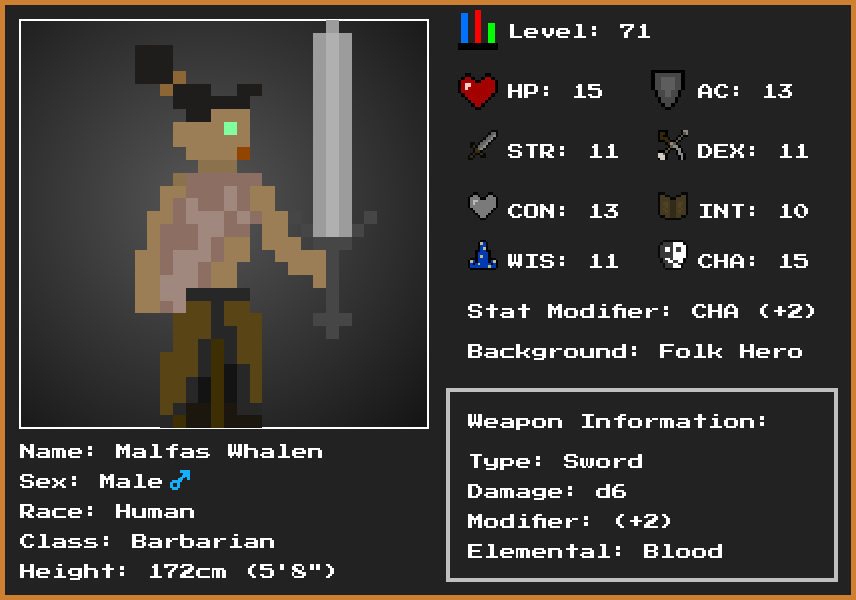 Level: 71
HP: 15 AC: 13
STR: 11 DEX: 11
CON: 13 INT: 10
WIS: 11 CHA: 15
Stat Modifier: CHA (+2)
Background: Folk Hero
Weapon Information:
Type: Sword
Damage: d6
Modifier: (+2)
Elemental: Blood
Name: Malfas Whalen
Sex: Male ♂
Race: Human
Class: Barbarian
Height: 172cm (5'8")